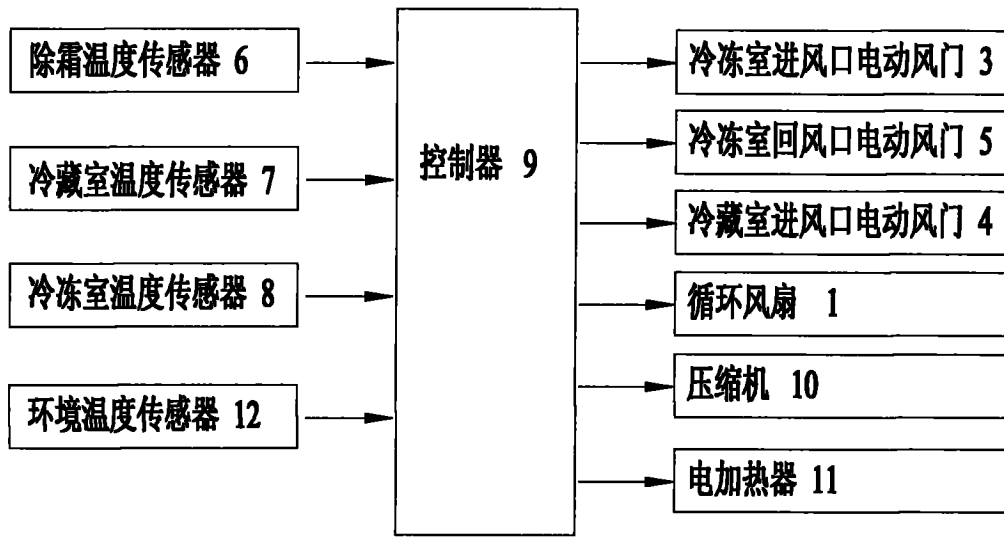 除霜温度传感器 6
冷藏室温度传感器 7
冷冻室温度传感器 8
环境温度传感器 12
控制器 9
冷冻室进风口电动风门 3
冷冻室回风口电动风门 5
冷藏室进风口电动风门 4
循环风扇 1
压缩机 10
电加热器 11